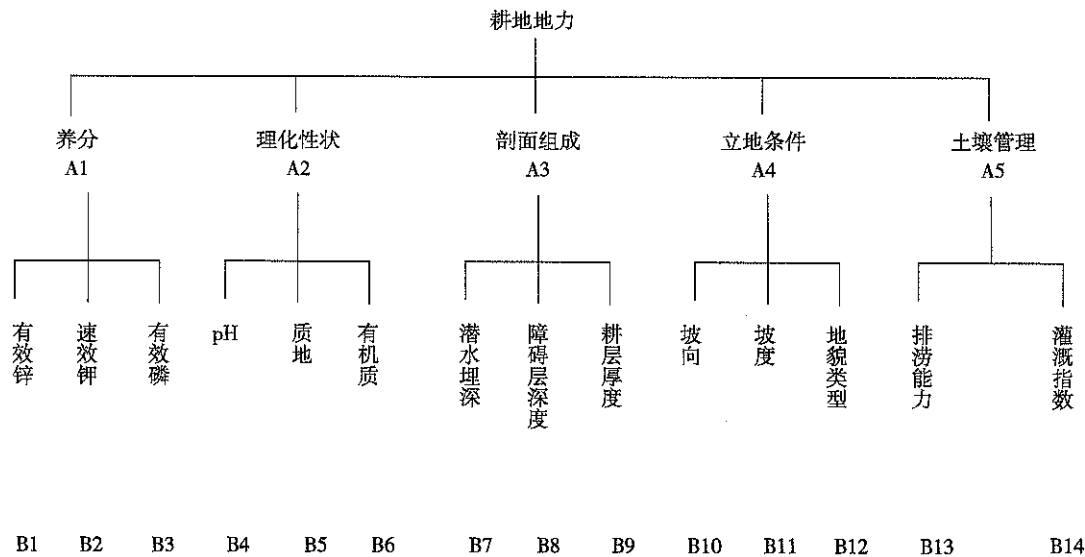 耕地地力
养分 理化性状 剖面组成 立地条件 土壤管理
A1 A2 A3 A4 A5
有效锌 速效钾 有效磷 pH 质地 有机质 潜水埋深 障碍层深度 耕层厚度 坡向 坡度 地貌类型 排涝能力 灌溉指数
B1 B2 B3 B4 B5 B6 B7 B8 B9 B10 B11 B12 B13 B14